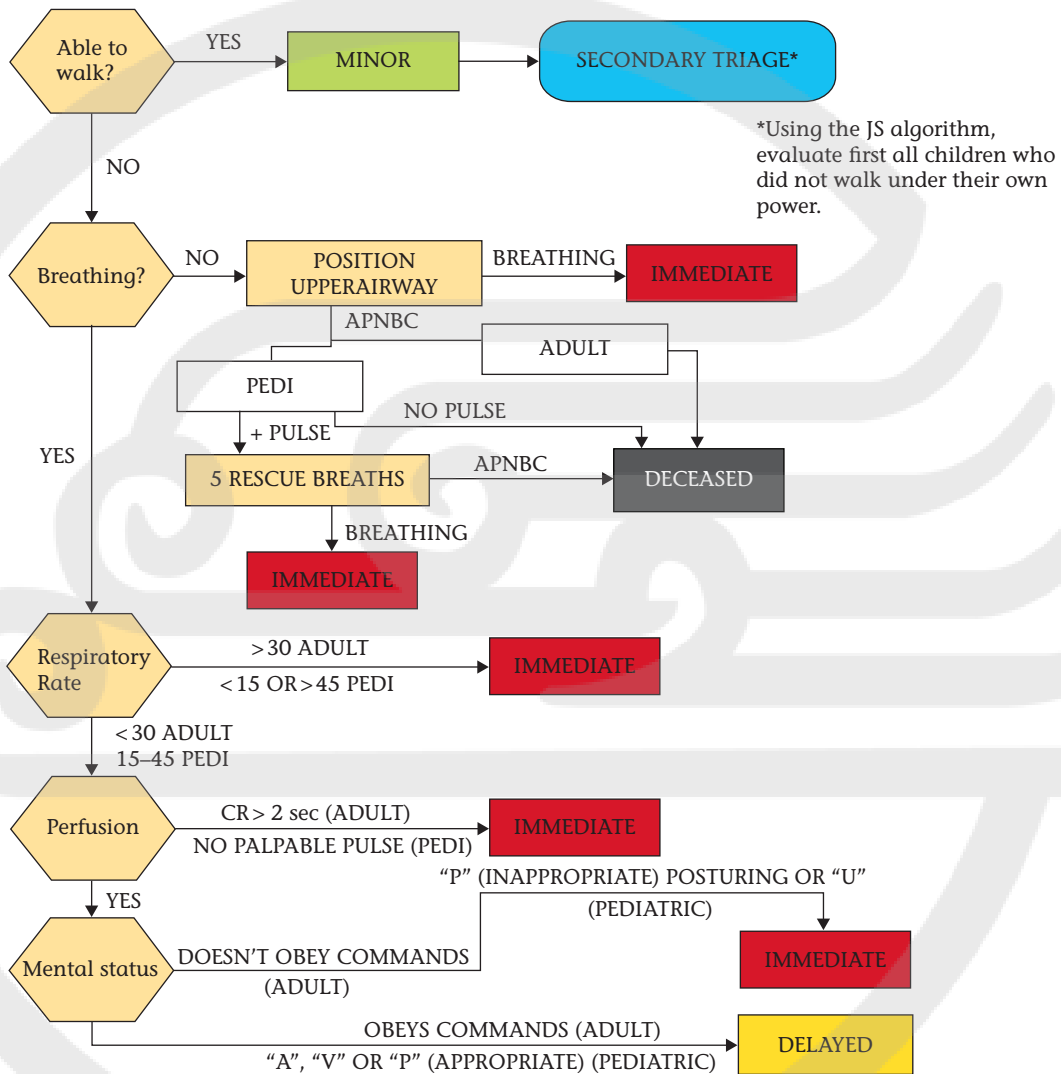 Able to
walk?
YES
MINOR
SECONDARY TRIAGE*
*Using the JS algorithm,
evaluate first all children who
did not walk under their own
power.
NO
Breathing?
NO
POSITION
UPPERAIRWAY
BREATHING
IMMEDIATE
APNBC
ADULT
PEDI
NO PULSE
+ PULSE
YES
5 RESCUE BREATHS
APNBC
DECEASED
BREATHING
IMMEDIATE
Respiratory
Rate
>30 ADULT
<15 OR>45 PEDI
IMMEDIATE
<30 ADULT
15–45 PEDI
Perfusion
CR> 2 sec (ADULT)
NO PALPABLE PULSE (PEDI)
IMMEDIATE
YES
"P" (INAPPROPRIATE) POSTURING OR "U"
(PEDIATRIC)
Mental status
DOESN'T OBEY COMMANDS
(ADULT)
IMMEDIATE
OBEYS COMMANDS (ADULT)
"A", "V" OR "P" (APPROPRIATE) (PEDIATRIC)
DELAYED